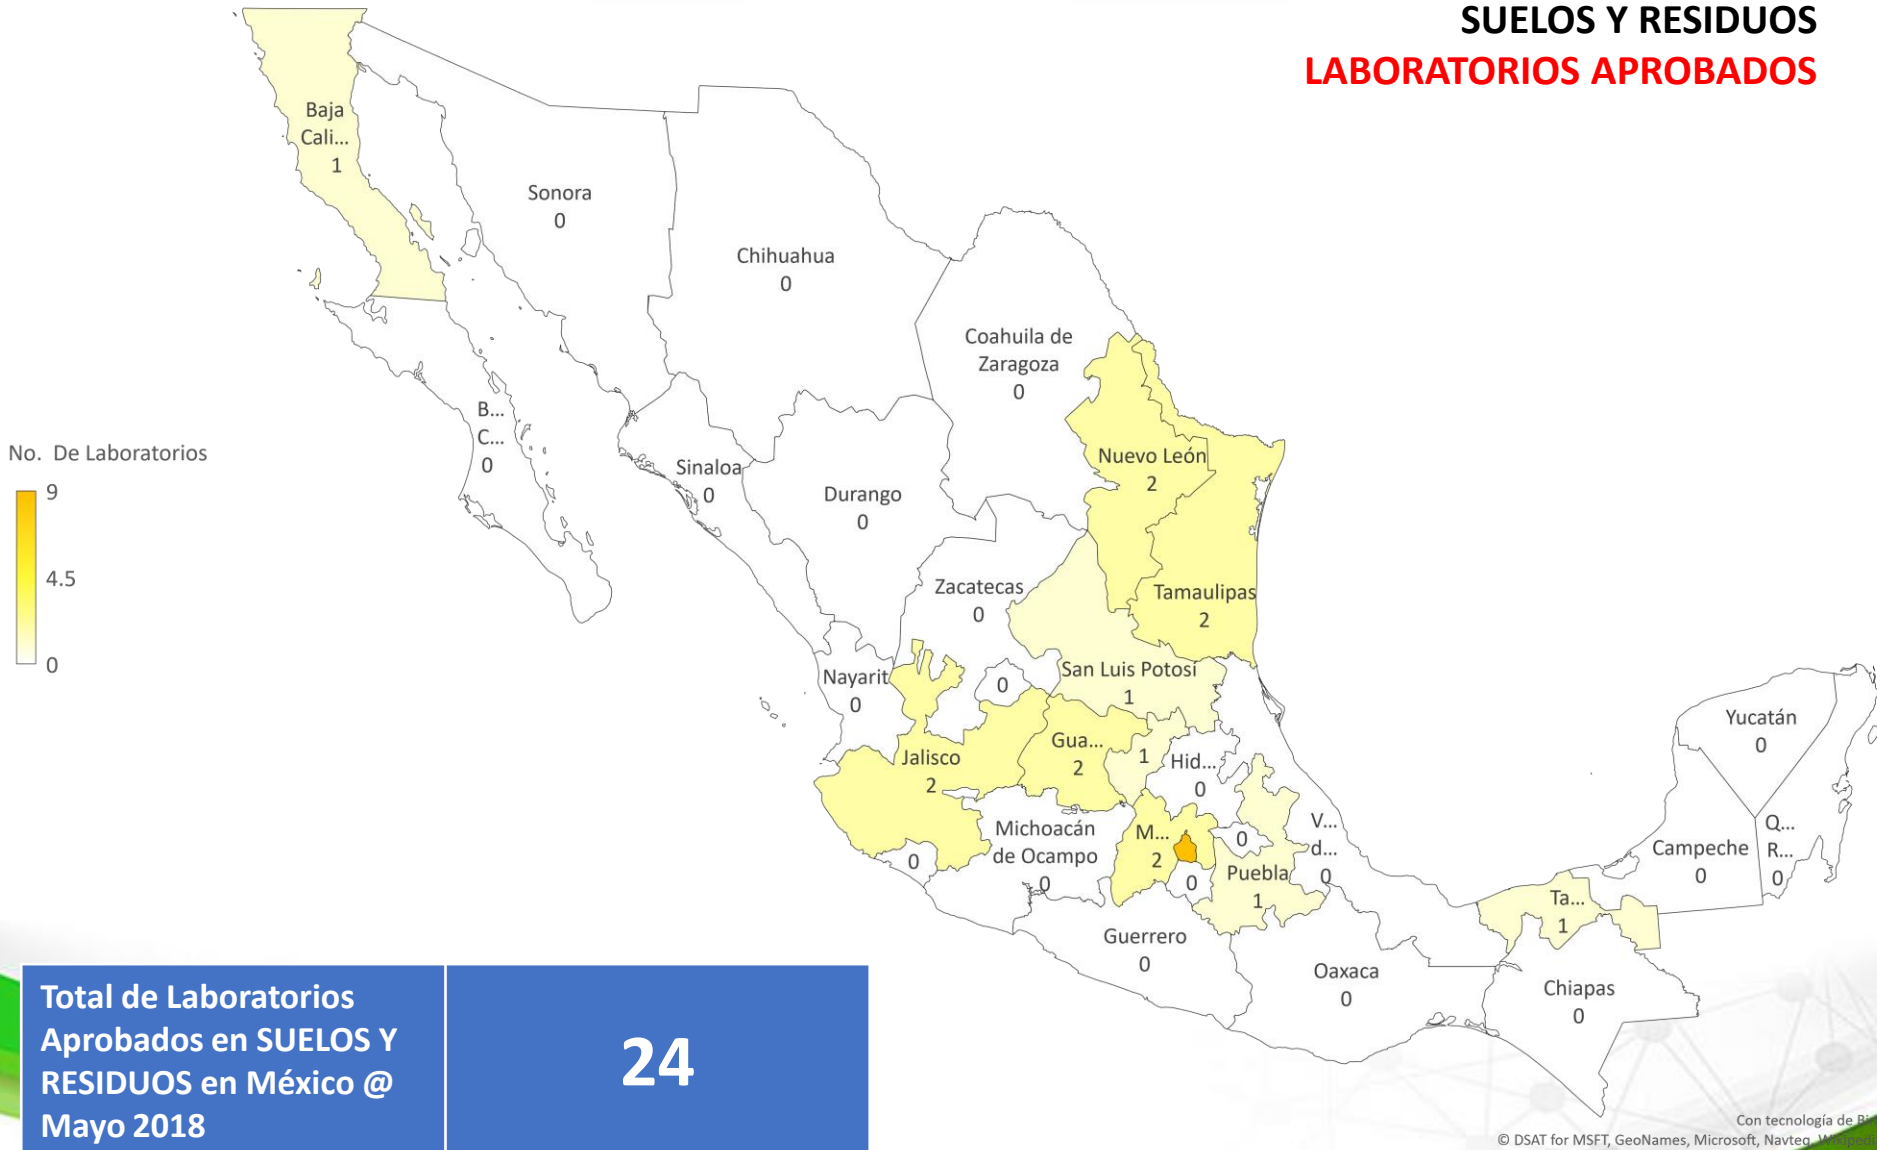 SUELOS Y RESIDUOS
LABORATORIOS APROBADOS
Baja
Cali...
1
Sonora
0
Chihuahua
0
Coahuila de
Zaragoza
0
B...
C...
0
No. De Laboratorios
9
4.5
0
Sinaloa
0
Durango
0
Nuevo León
2
Zacatecas
0
Tamaulipas
2
Nayarit
0
0
San Luis Potosí
1
Jalisco
2
Gua...
2
1
Hid...
0
Yucatán
0
Michoacán
de Ocampo
0
0
M...
2
0
0
Puebla
1
V...
d...
0
Campeche
0
Q...
R...
0
Ta...
1
Guerrero
0
Oaxaca
0
Chiapas
0
Total de Laboratorios
Aprobados en SUELOS Y
RESIDUOS en México @
Mayo 2018
24
Con tecnología de
© DSAT for MSFT, GeoNames, Microsoft, Navteq,